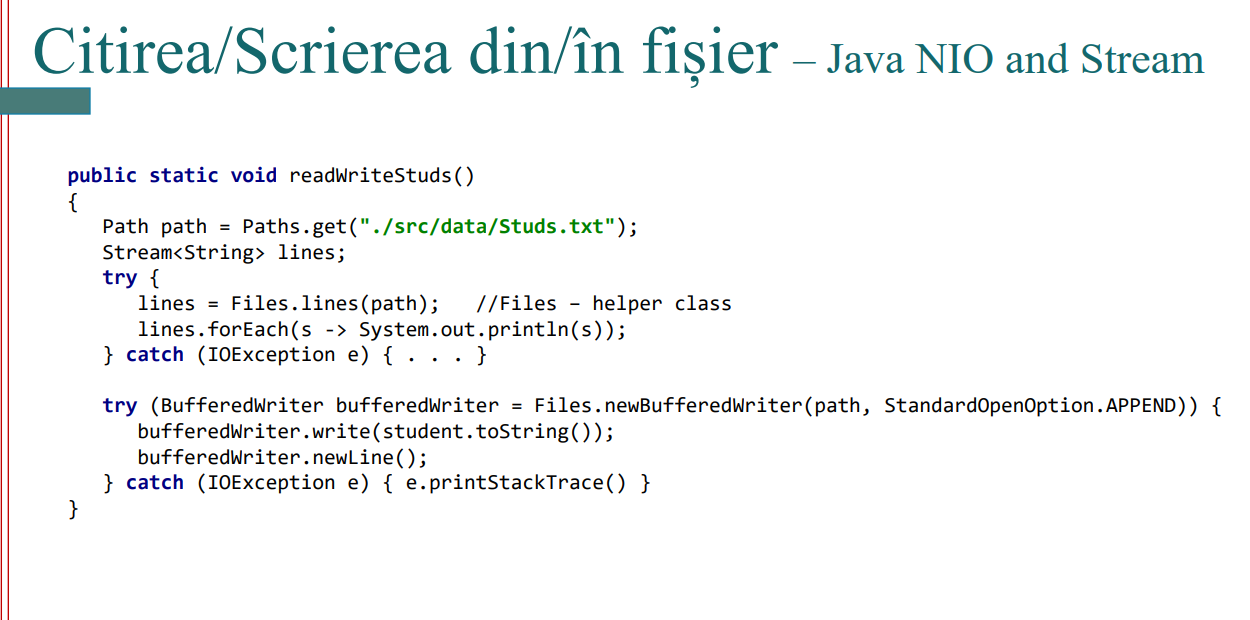 Citirea/Scrierea din/în fișier – Java NIO and Stream
public static void readWriteStuds()
{
Path path = Paths.get("./src/data/Studs.txt");
Stream<String> lines;
try {
lines = Files.lines(path);   //Files – helper class
lines.forEach(s -> System.out.println(s));
} catch (IOException e) { . . . }
try (BufferedWriter bufferedWriter = Files.newBufferedWriter(path, StandardOpenOption.APPEND)) {
bufferedWriter.write(student.toString());
bufferedWriter.newLine();
} catch (IOException e) { e.printStackTrace() }
}